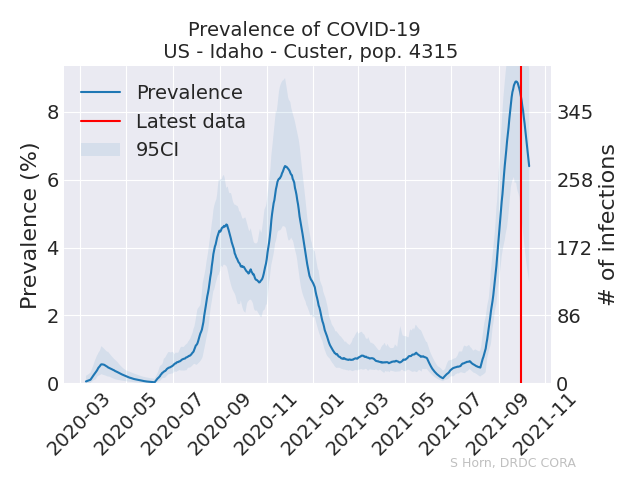 Prevalence of COVID-19
US - Idaho - Custer, pop. 4315
Prevalence
Latest data
95CI
Prevalence (%)
8
6
4
2
0
345
258
172
86
0
# of infections
2020-03
2020-05
2020-07
2020-09
2020-11
2021-01
2021-03
2021-05
2021-07
2021-09
2021-11
S Horn, DRDC CORA